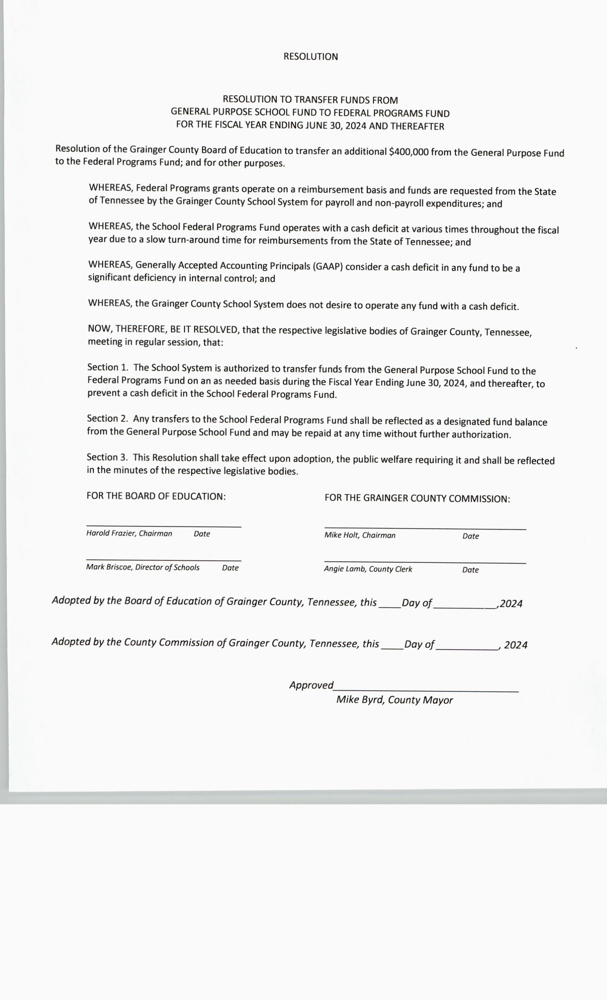 RESOLUTION
RESOLUTION TO TRANSFER FUNDS FROM
GENERAL PURPOSE SCHOOL FUND TO FEDERAL PROGRAMS FUND
FOR THE FISCAL YEAR ENDING JUNE 30, 2024 AND THEREAFTER
Resolution of the Grainger County Board of Education to transfer an additional $400,000 from the General Purpose Fund
to the Federal Programs Fund; and for other purposes.
WHEREAS, Federal Programs grants operate on a reimbursement basis and funds are requested from the State
of Tennessee by the Grainger County School System for payroll and non-payroll expenditures; and
WHEREAS, the School Federal Programs Fund operates with a cash deficit at various times throughout the fiscal
year due to a slow turn-around time for reimbursements from the State of Tennessee; and
WHEREAS, Generally Accepted Accounting Principals (GAAP) consider a cash deficit in any fund to be a
significant deficiency in internal control; and
WHEREAS, the Grainger County School System does not desire to operate any fund with a cash deficit.
NOW, THEREFORE, BE IT RESOLVED, that the respective legislative bodies of Grainger County, Tennessee,
meeting in regular session, that:
Section 1.  The School System is authorized to transfer funds from the General Purpose School Fund to the
Federal Programs Fund on an as needed basis during the Fiscal Year Ending June 30, 2024, and thereafter, to
prevent a cash deficit in the School Federal Programs Fund.
Section 2.  Any transfers to the School Federal Programs Fund shall be reflected as a designated fund balance
from the General Purpose School Fund and may be repaid at any time without further authorization.
Section 3.  This Resolution shall take effect upon adoption, the public welfare requiring it and shall be reflected
in the minutes of the respective legislative bodies.
FOR THE BOARD OF EDUCATION: FOR THE GRAINGER COUNTY COMMISSION:
Harold Frazier, Chairman Date Mike Holt, Chairman Date
Mark Briscoe, Director of Schools Date Angie Lamb, County Clerk Date
Adopted by the Board of Education of Grainger County, Tennessee, this ____Day of___________,2024
Adopted by the County Commission of Grainger County, Tennessee, this ____Day of___________, 2024
Approved_________________________________
Mike Byrd, County Mayor